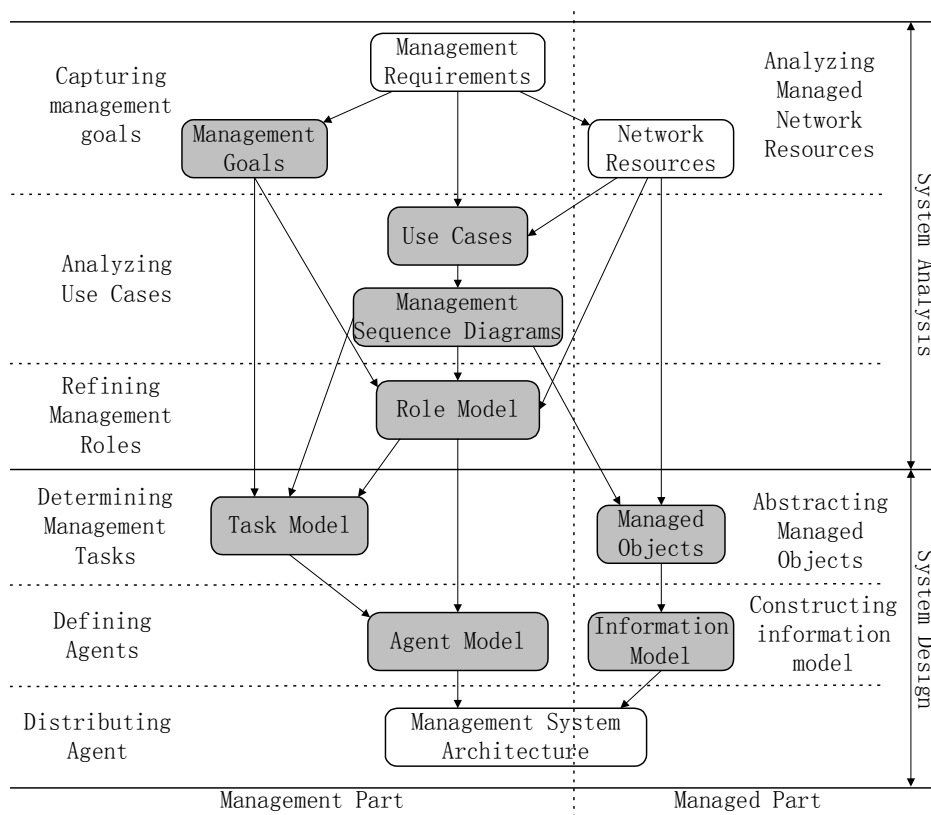 Management
Requirements
Capturing
management
goals
Analyzing
Managed
Network
Resources
Management
Goals
Network
Resources
System Analysis
Use Cases
Analyzing
Use Cases
Management
Sequence Diagrams
Refining
Management
Roles
Role Model
Determining
Management
Tasks
Task Model
Managed
Objects
Abstracting
Managed
Objects
System Design
Defining
Agents
Agent Model
Information
Model
Constructing
information
model
Distributing
Agent
Management System
Architecture
Management Part
Managed Part